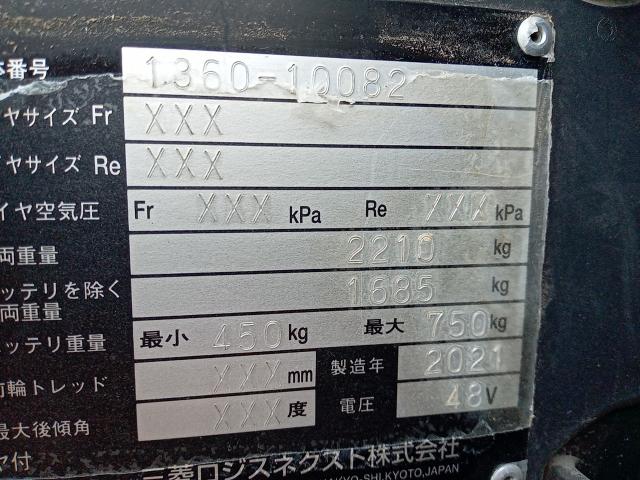 体番号 1360-10082
イヤサイズ Fr XXX
イヤサイズ Re XXX
イヤ空気圧 Fr XXX kPa Re XXX kPa
両重量 2210 kg
ッテリを除く
両重量 1685 kg
ッテリ重量 最小 450 kg 最大 750 kg
前輪トレッド XXX mm 製造年 2021
最大後傾角 XXX 度 電圧 48V
ヤ付
三菱ロジスネクスト株式会社
KYO-SHI,KYOTO,JAPAN